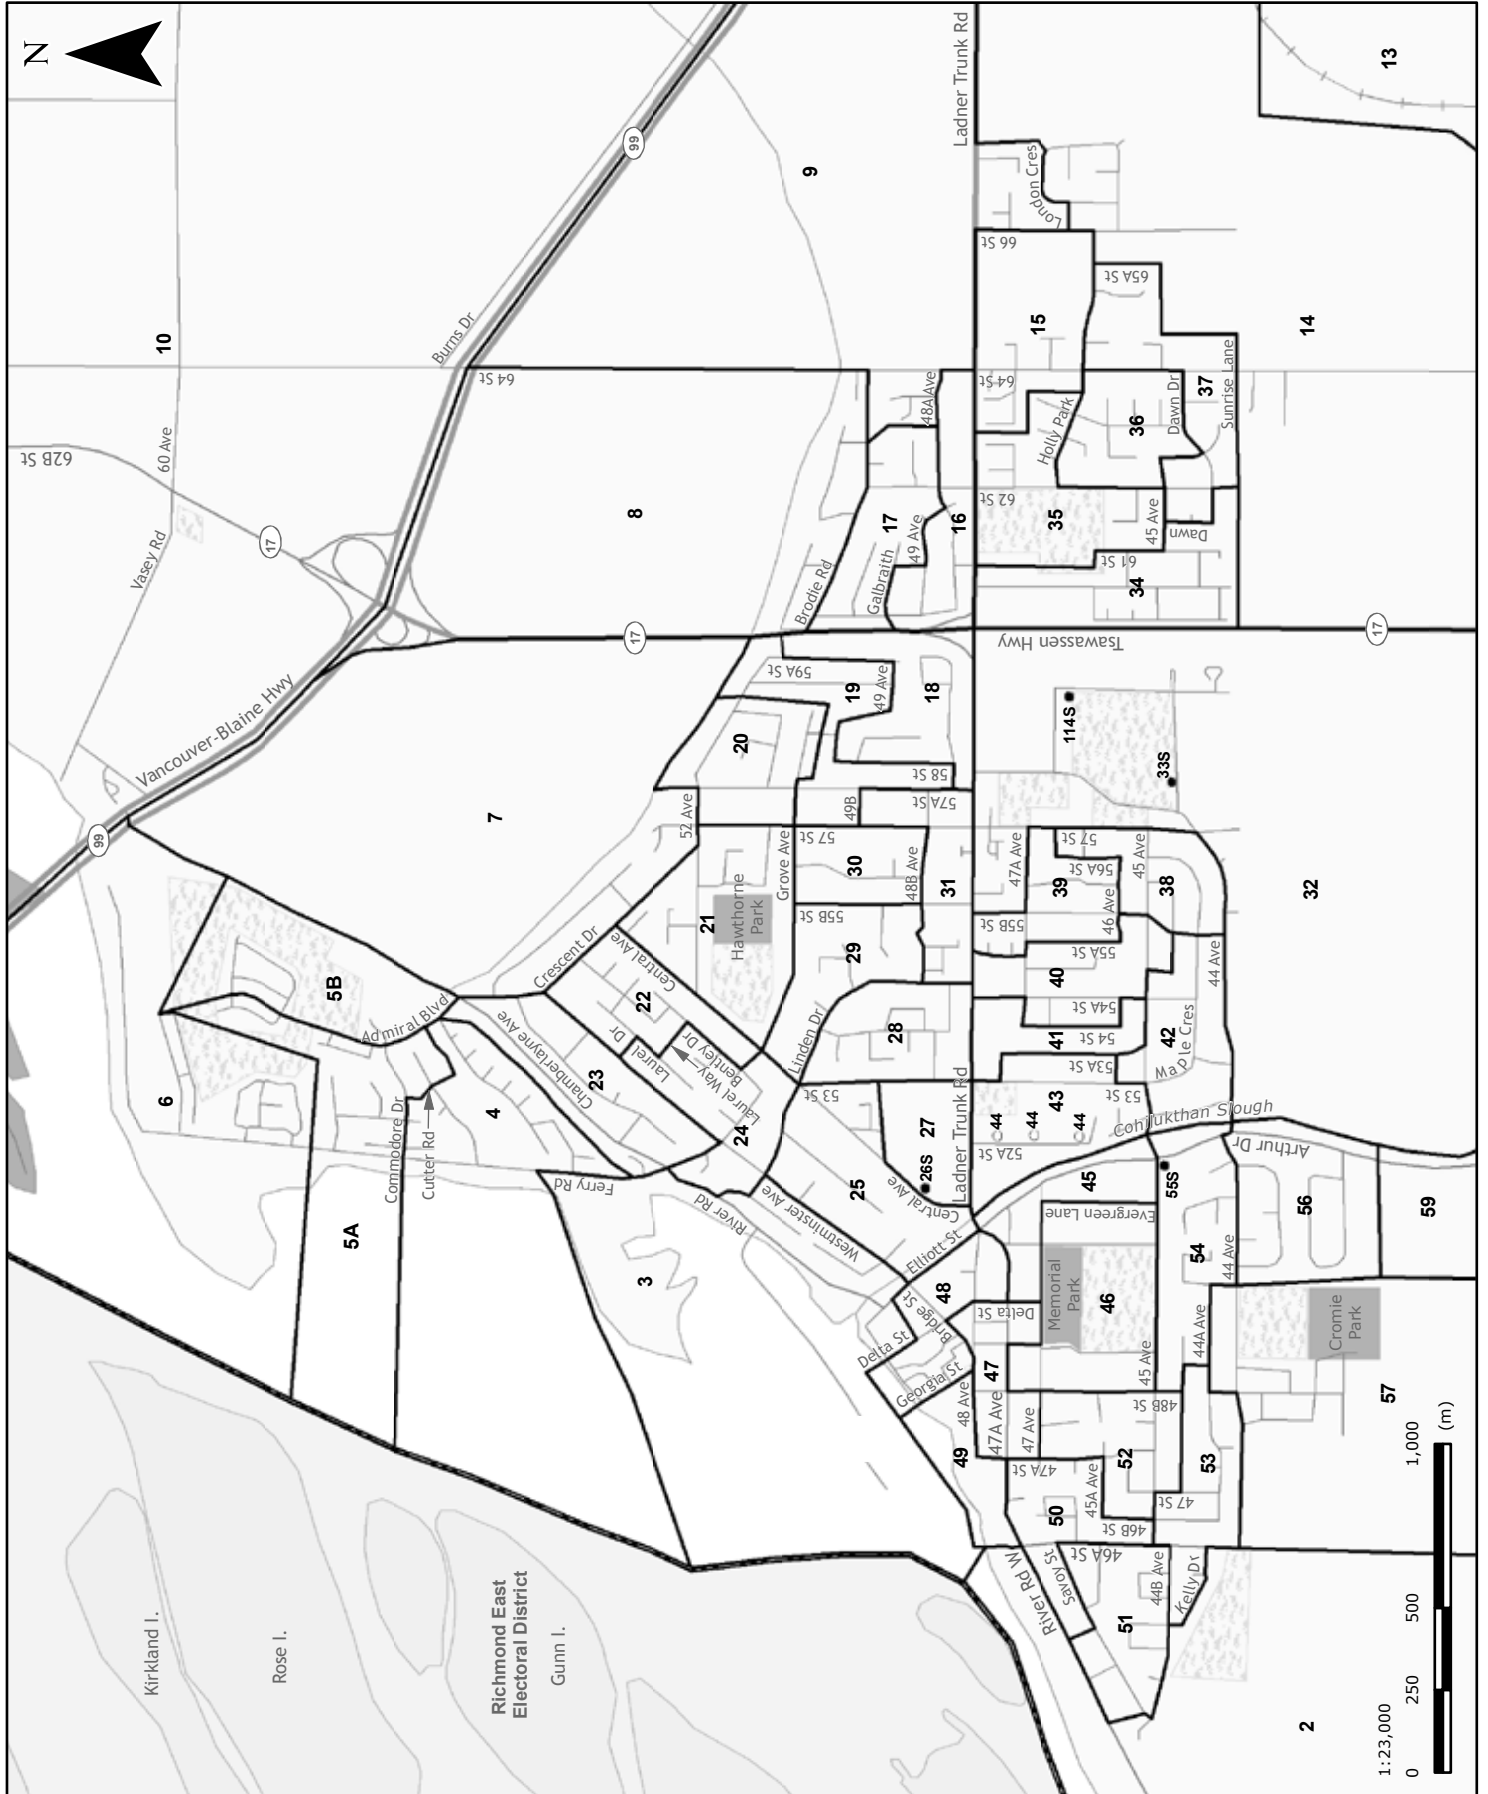 N
Kirkland I.
Rose I.
Richmond East
Electoral District
Gunn I.
1:23,000
0
250
500
1,000
(m)
2
3
4
5A
5B
6
7
8
9
10
13
14
15
16
17
18
19
20
21
22
23
24
25
26S
27
28
29
30
31
32
33S
114S
34
35
36
37
38
39
40
41
42
43
44
44
44
45
46
47
48
49
50
51
52
53
54
55S
56
57
59
99
99
17
17
17
Vancouver-Blaine Hwy
Burns Dr
60 Ave
Vasey Rd
62B St
64 St
Ladner Trunk Rd
London Cres
66 St
65A St
64 St
48A Ave
Holly Park
Dawn Dr
Sunrise Lane
62 St
45 Ave
Dawn
61 St
49 Ave
Galbraith
Brodie Rd
Tsawassen Hwy
59A St
49 Ave
58 St
57A St
49B
52 Ave
57 St
Grove Ave
48B Ave
Hawthorne
Park
55B St
Crescent Dr
Central Ave
Admiral Blvd
Chamberlayne Ave
Laurel
Dr
Laurel Way
Bentley Dr
Linden Dr
53 St
Commodore Dr
Cutter Rd
Ferry Rd
River Rd
Westminster Ave
Central Ave
Ladner Trunk Rd
Elliott St
47A Ave
57 St
56A St
45 Ave
46 Ave
55B St
55A St
44 Ave
54A St
54 St
Maple Cres
53A St
53 St
52A St
Cohilukthan Slough
Arthur Dr
Evergreen Lane
Memorial
Park
44 Ave
44A Ave
Cromie
Park
Bridge St
Delta St
Delta St
Georgia St
48 Ave
47A Ave
47 Ave
45 Ave
48B St
47A St
45A Ave
47 St
46B St
46A St
44B Ave
Kelly Dr
Savoy St
River Rd W